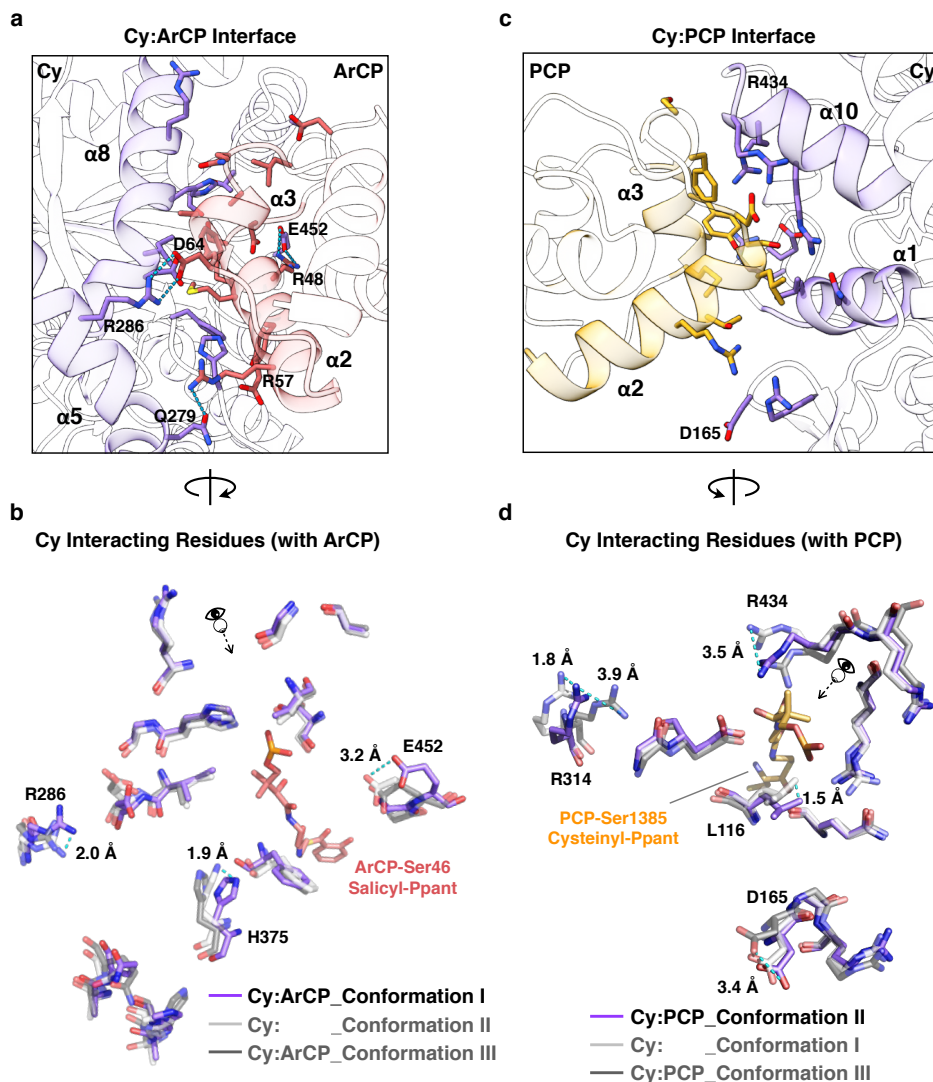 a
Cy:ArCP Interface
Cy
ArCP
α8
α3
E452
D64
R48
R286
α2
R57
α5
Q279
b
Cy Interacting Residues (with ArCP)
3.2 Å
E452
R286
2.0 Å
1.9 Å
ArCP-Ser46
Salicyl-Ppant
H375
Cy:ArCP_Conformation I
Cy: _Conformation II
Cy:ArCP_Conformation III
c
Cy:PCP Interface
PCP
Cy
R434
α10
α3
α1
α2
D165
d
Cy Interacting Residues (with PCP)
R434
3.5 Å
1.8 Å
3.9 Å
R314
PCP-Ser1385
Cysteinyl-Ppant
1.5 Å
L116
D165
3.4 Å
Cy:PCP_Conformation II
Cy: _Conformation I
Cy:PCP_Conformation III